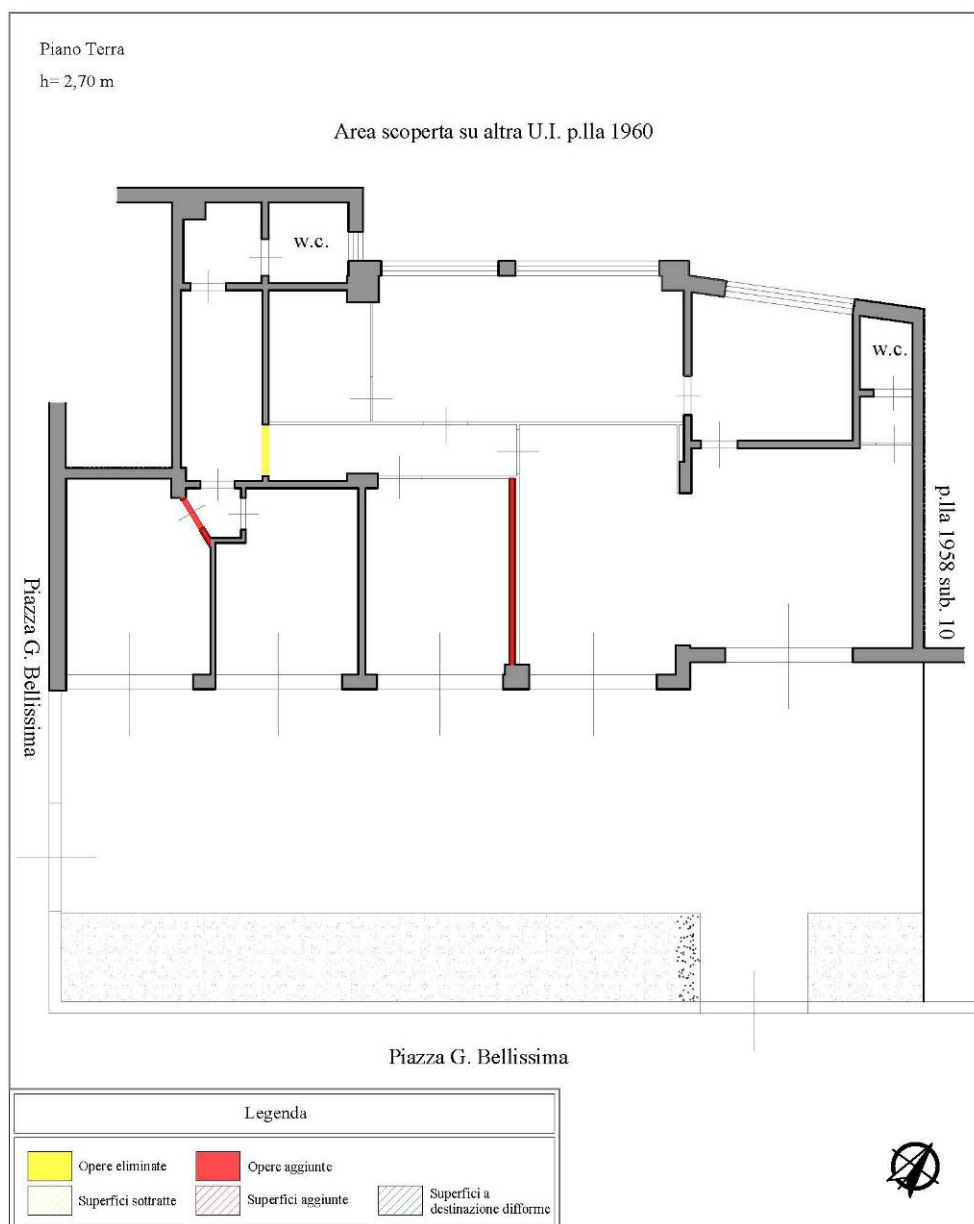 Piano Terra
h= 2,70 m
Area scoperta su altra U.I. p.lla 1960
w.c.
w.c.
p.lla 1958 sub. 10
Piazza G. Bellissima
Piazza G. Bellissima
Legenda
Opere eliminate
Opere aggiunte
Superfici sottratte
Superfici aggiunte
Superfici a
destinazione difforme